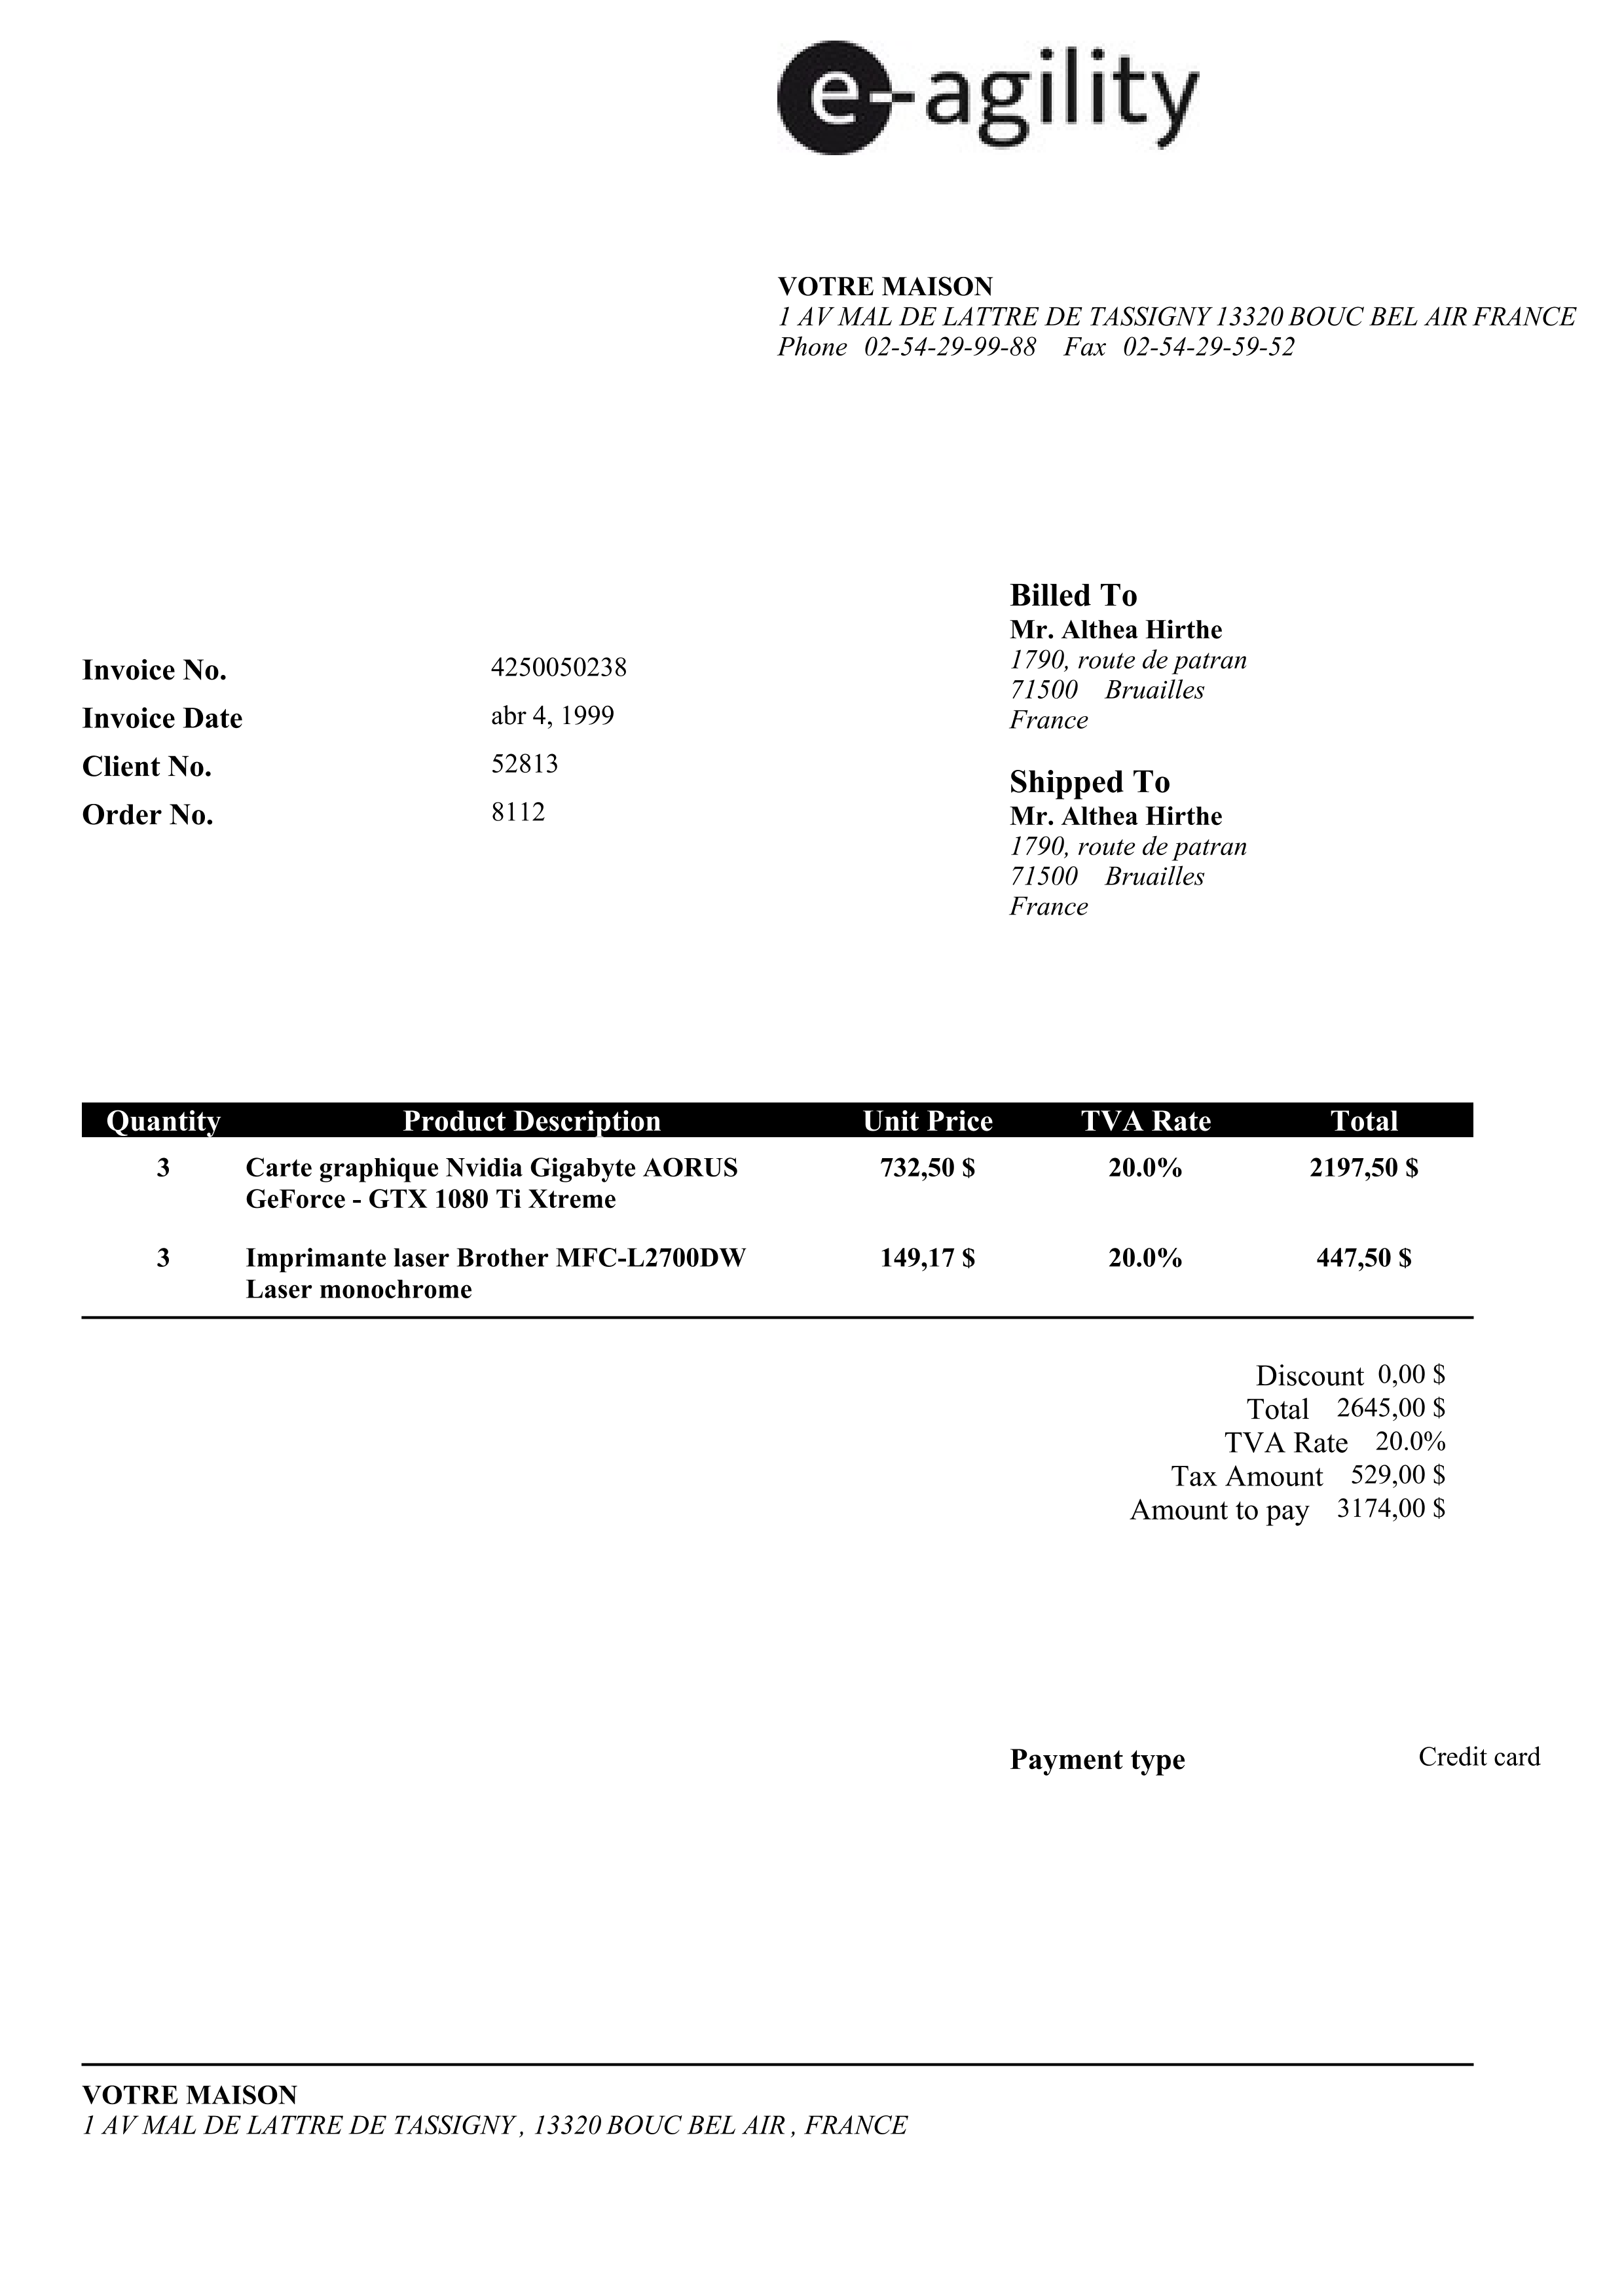 e-agility
VOTRE MAISON
1 AV MAL DE LATTRE DE TASSIGNY 13320 BOUC BEL AIR FRANCE
Phone 02-54-29-99-88 Fax 02-54-29-59-52
Invoice No. 4250050238
Invoice Date abr 4, 1999
Client No. 52813
Order No. 8112
Billed To
Mr. Althea Hirthe
1790, route de patran
71500 Bruailles
France
Shipped To
Mr. Althea Hirthe
1790, route de patran
71500 Bruailles
France
Quantity Product Description Unit Price TVA Rate Total
3 Carte graphique Nvidia Gigabyte AORUS 732,50 $ 20.0% 2197,50 $
GeForce - GTX 1080 Ti Xtreme
3 Imprimante laser Brother MFC-L2700DW 149,17 $ 20.0% 447,50 $
Laser monochrome
Discount 0,00 $
Total 2645,00 $
TVA Rate 20.0%
Tax Amount 529,00 $
Amount to pay 3174,00 $
Payment type Credit card
VOTRE MAISON
1 AV MAL DE LATTRE DE TASSIGNY , 13320 BOUC BEL AIR , FRANCE